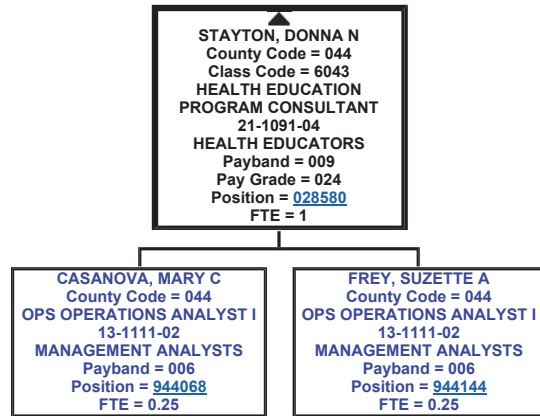 STAYTON, DONNA N
County Code = 044
Class Code = 6043
HEALTH EDUCATION
PROGRAM CONSULTANT
21-1091-04
HEALTH EDUCATORS
Payband = 009
Pay Grade = 024
Position = 028580
FTE = 1
CASANOVA, MARY C
County Code = 044
OPS OPERATIONS ANALYST I
13-1111-02
MANAGEMENT ANALYSTS
Payband = 006
Position = 944068
FTE = 0.25
FREY, SUZETTE A
County Code = 044
OPS OPERATIONS ANALYST I
13-1111-02
MANAGEMENT ANALYSTS
Payband = 006
Position = 944144
FTE = 0.25